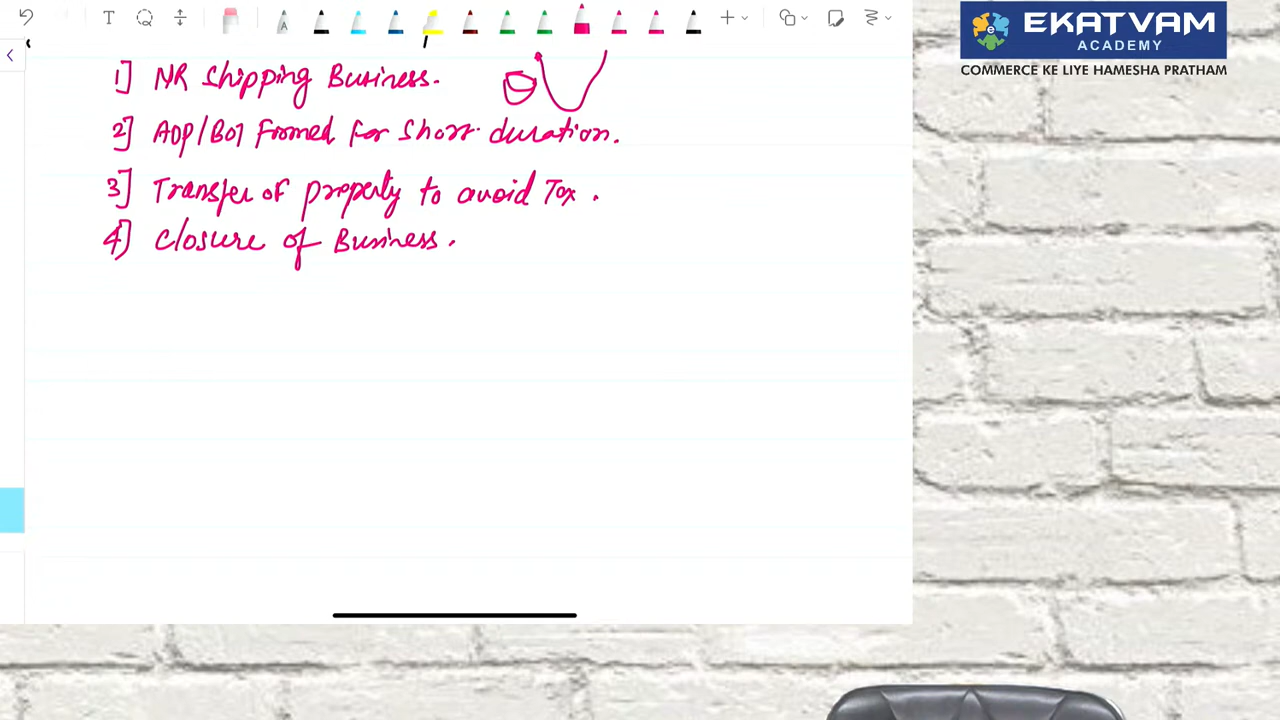 EKATVAM
ACADEMY
COMMERCE KE LIYE HAMESHA PRATHAM
1] NR Shipping Business.
2] AOP/BOI Formed for Short duration.
3] Transfer of property to avoid Tax.
4] Closure of Business.